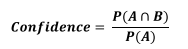 Confidence = P(A ∩ B) / P(A)